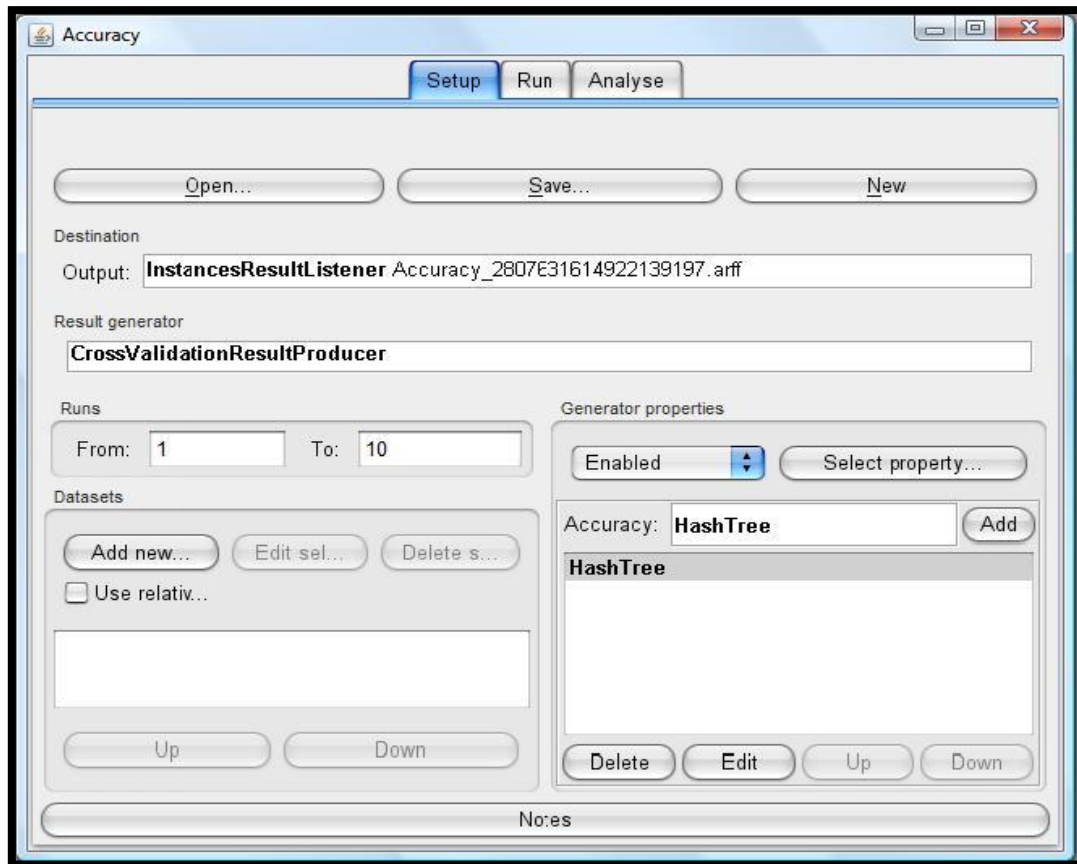 Accuracy
Setup Run Analyse
Open... Save... New
Destination
Output: InstancesResultListener Accuracy_2807631614922139197.arff
Result generator
CrossValidationResultProducer
Runs
From: 1 To: 10
Generator properties
Enabled Select property...
Datasets
Add new... Edit sel... Delete s...
Use relativ...
Up Down
Accuracy: HashTree Add
HashTree
Delete Edit Up Down
Notes